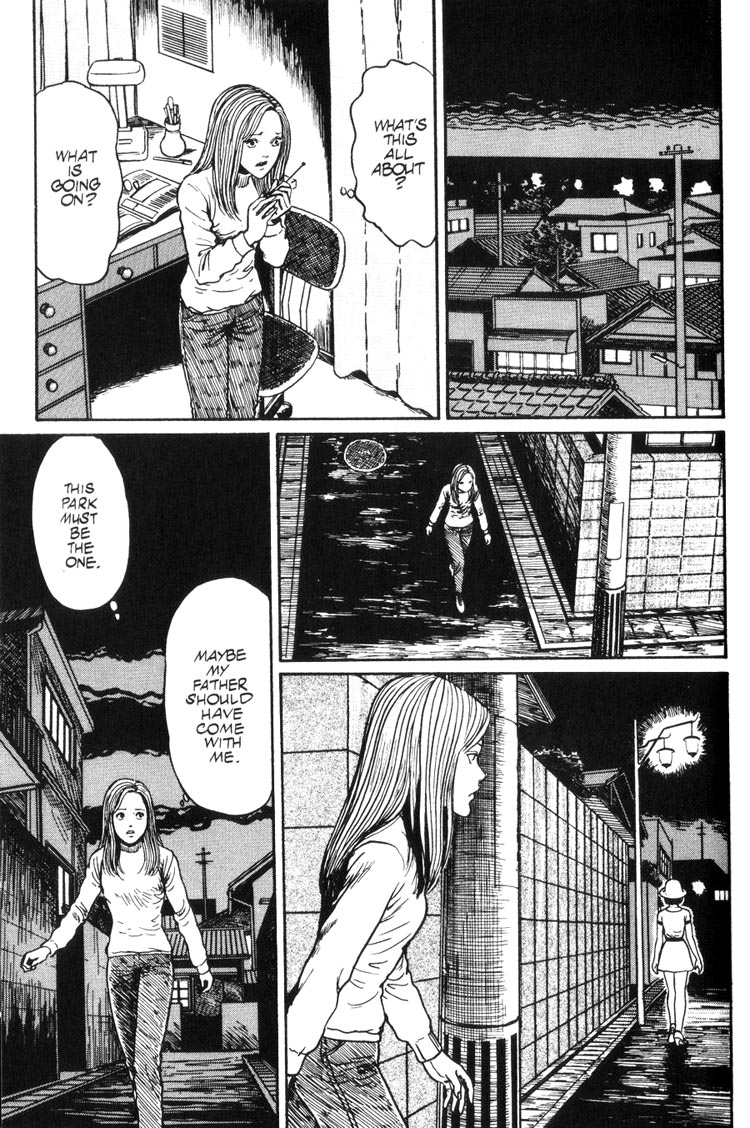 WHAT'S
THIS
ALL
ABOUT
?
WHAT
IS
GOING
ON?
THIS
PARK
MUST
BE
THE
ONE.
MAYBE
MY
FATHER
SHOULD
HAVE
COME
WITH
ME.